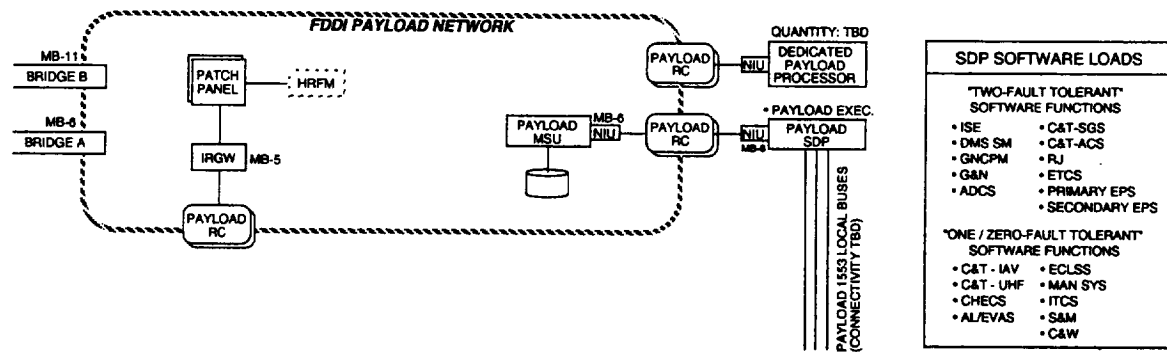 FDDI PAYLOAD NETWORK
MB-11
BRIDGE B
MB-6
BRIDGE A
PATCH
PANEL
HRFM
IRGW
MB-5
PAYLOAD
RC
PAYLOAD
MSU
MB-6
NIU
PAYLOAD
RC
PAYLOAD
RC
NIU
QUANTITY: TBD
DEDICATED
PAYLOAD
PROCESSOR
• PAYLOAD EXEC.
NIU
MB-6
PAYLOAD
SDP
PAYLOAD 1553 LOCAL BUSES
(CONNECTIVITY TBD)
SDP SOFTWARE LOADS
"TWO-FAULT TOLERANT"
SOFTWARE FUNCTIONS
• ISE
• DMS SM
• GNCPM
• G&N
• ADCS
• C&T-SGS
• C&T-ACS
• RJ
• ETCS
• PRIMARY EPS
• SECONDARY EPS
"ONE / ZERO-FAULT TOLERANT"
SOFTWARE FUNCTIONS
• C&T - IAV
• C&T - UHF
• CHECS
• AL/EVAS
• ECLSS
• MAN SYS
• ITCS
• S&M
• C&W